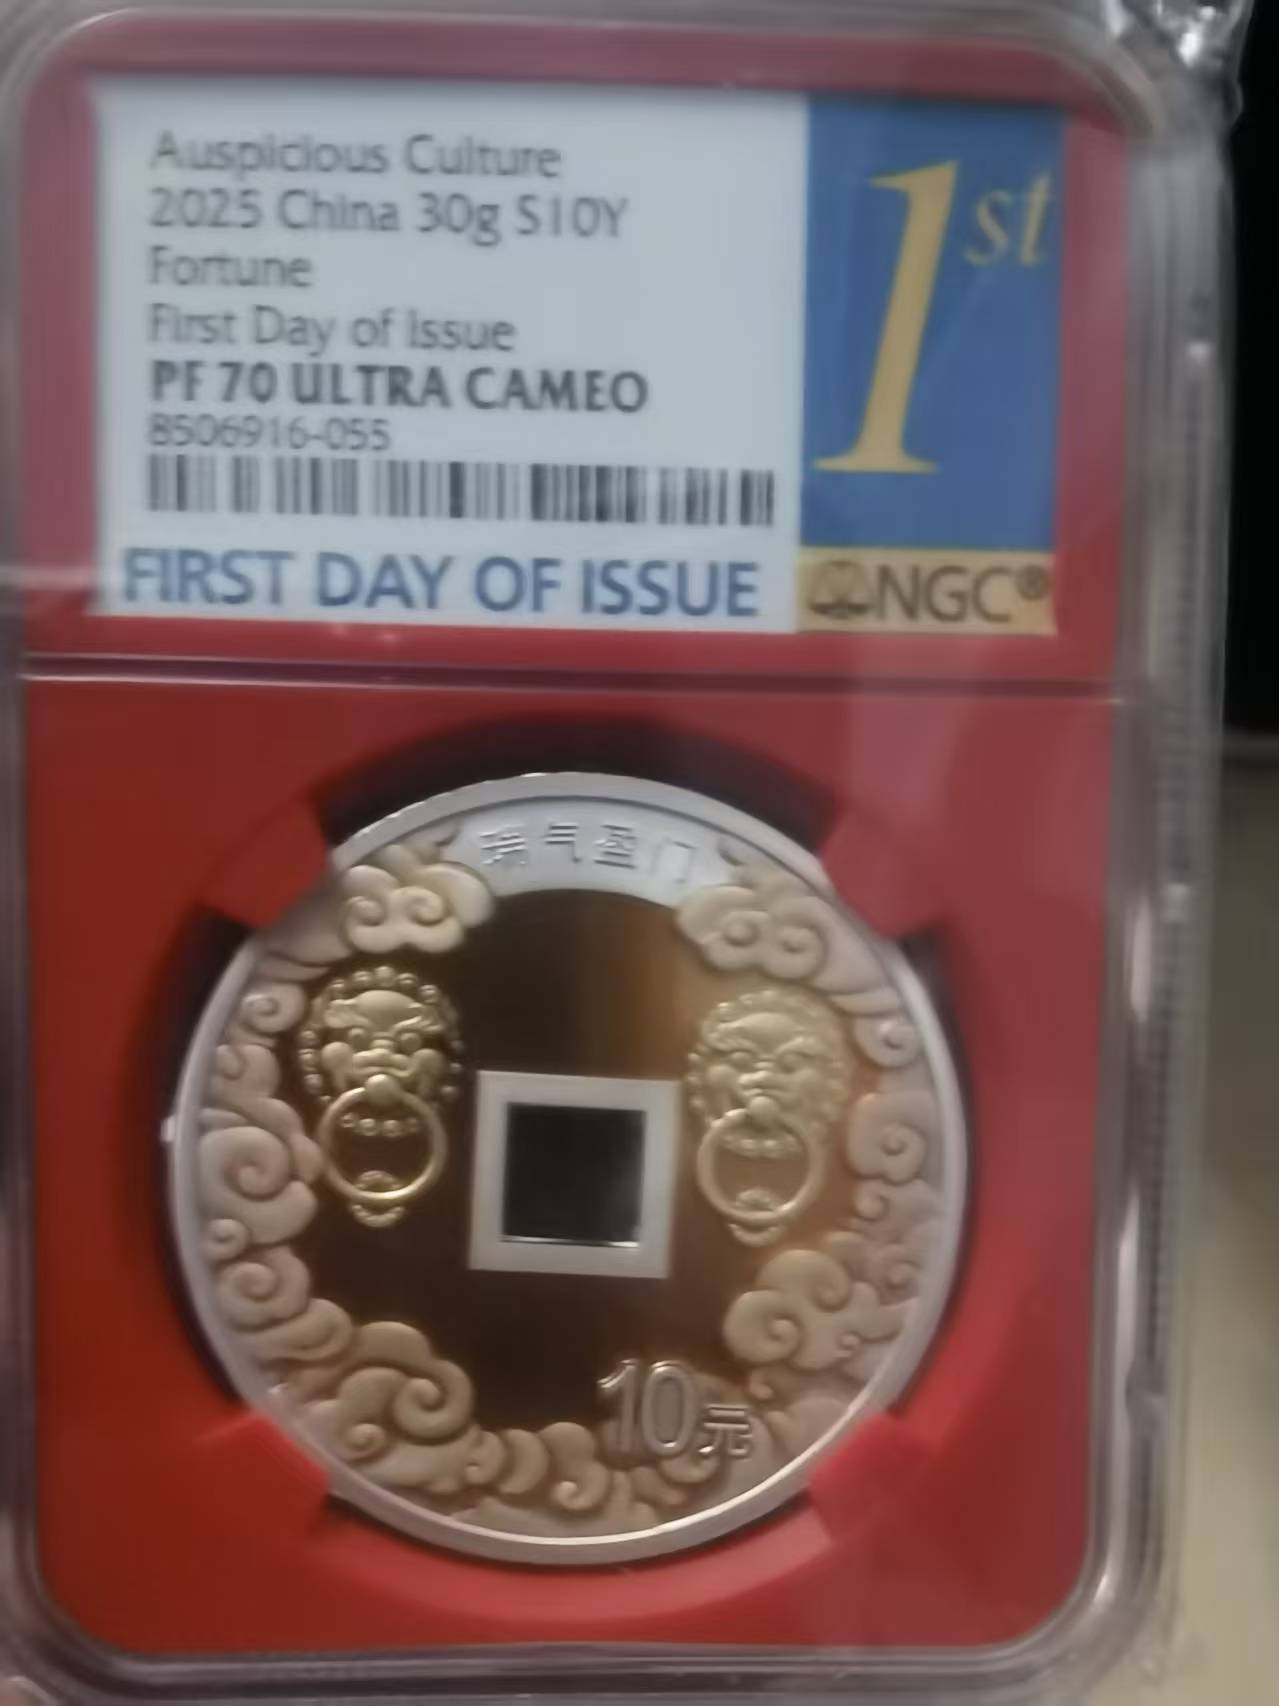 Auspicious Culture
2025 China 30g S10Y
Fortune
First Day of Issue
PF 70 ULTRA CAMEO
8506916-055
FIRST DAY OF ISSUE
1st
NGC®
瑞气盈门
10元